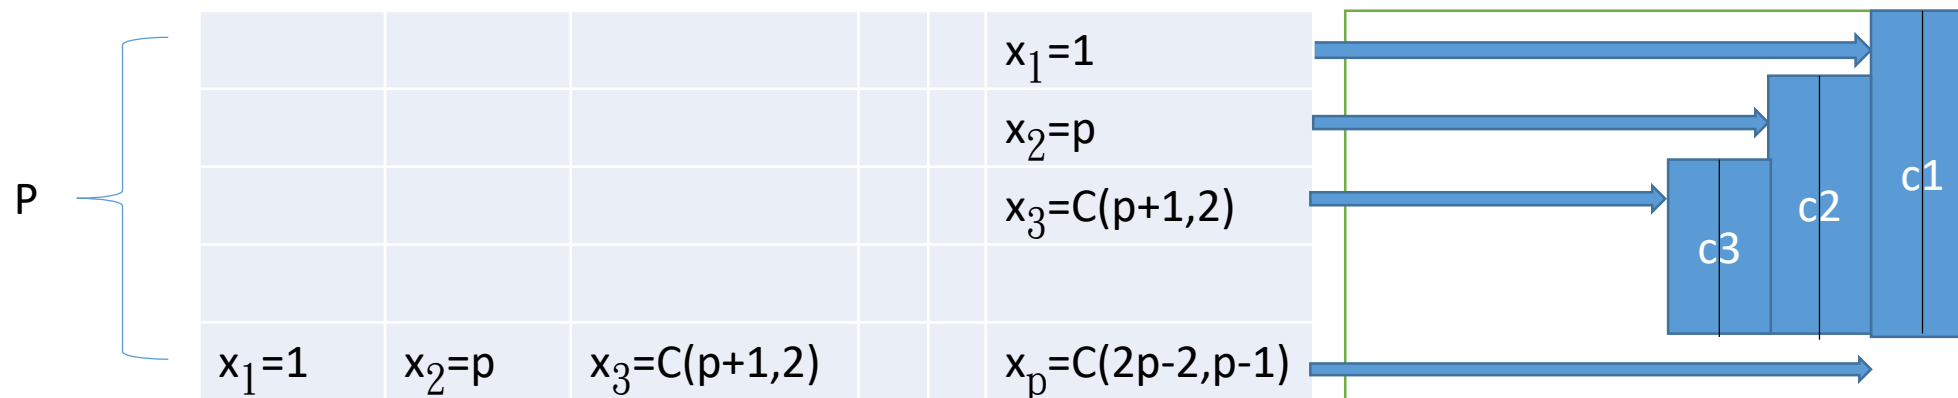 x₁=1
x₂=p
P
x₃=C(p+1,2)
c3
c2
c1
x₁=1 x₂=p x₃=C(p+1,2) xₚ=C(2p-2,p-1)